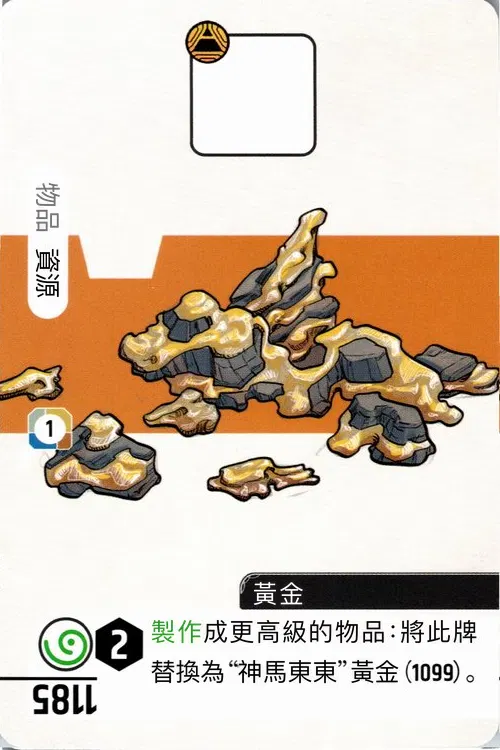 物品 資源
1
黃金
2
製作成更高級的物品：將此牌
替換為“神馬東東”黃金（1099）。
1185